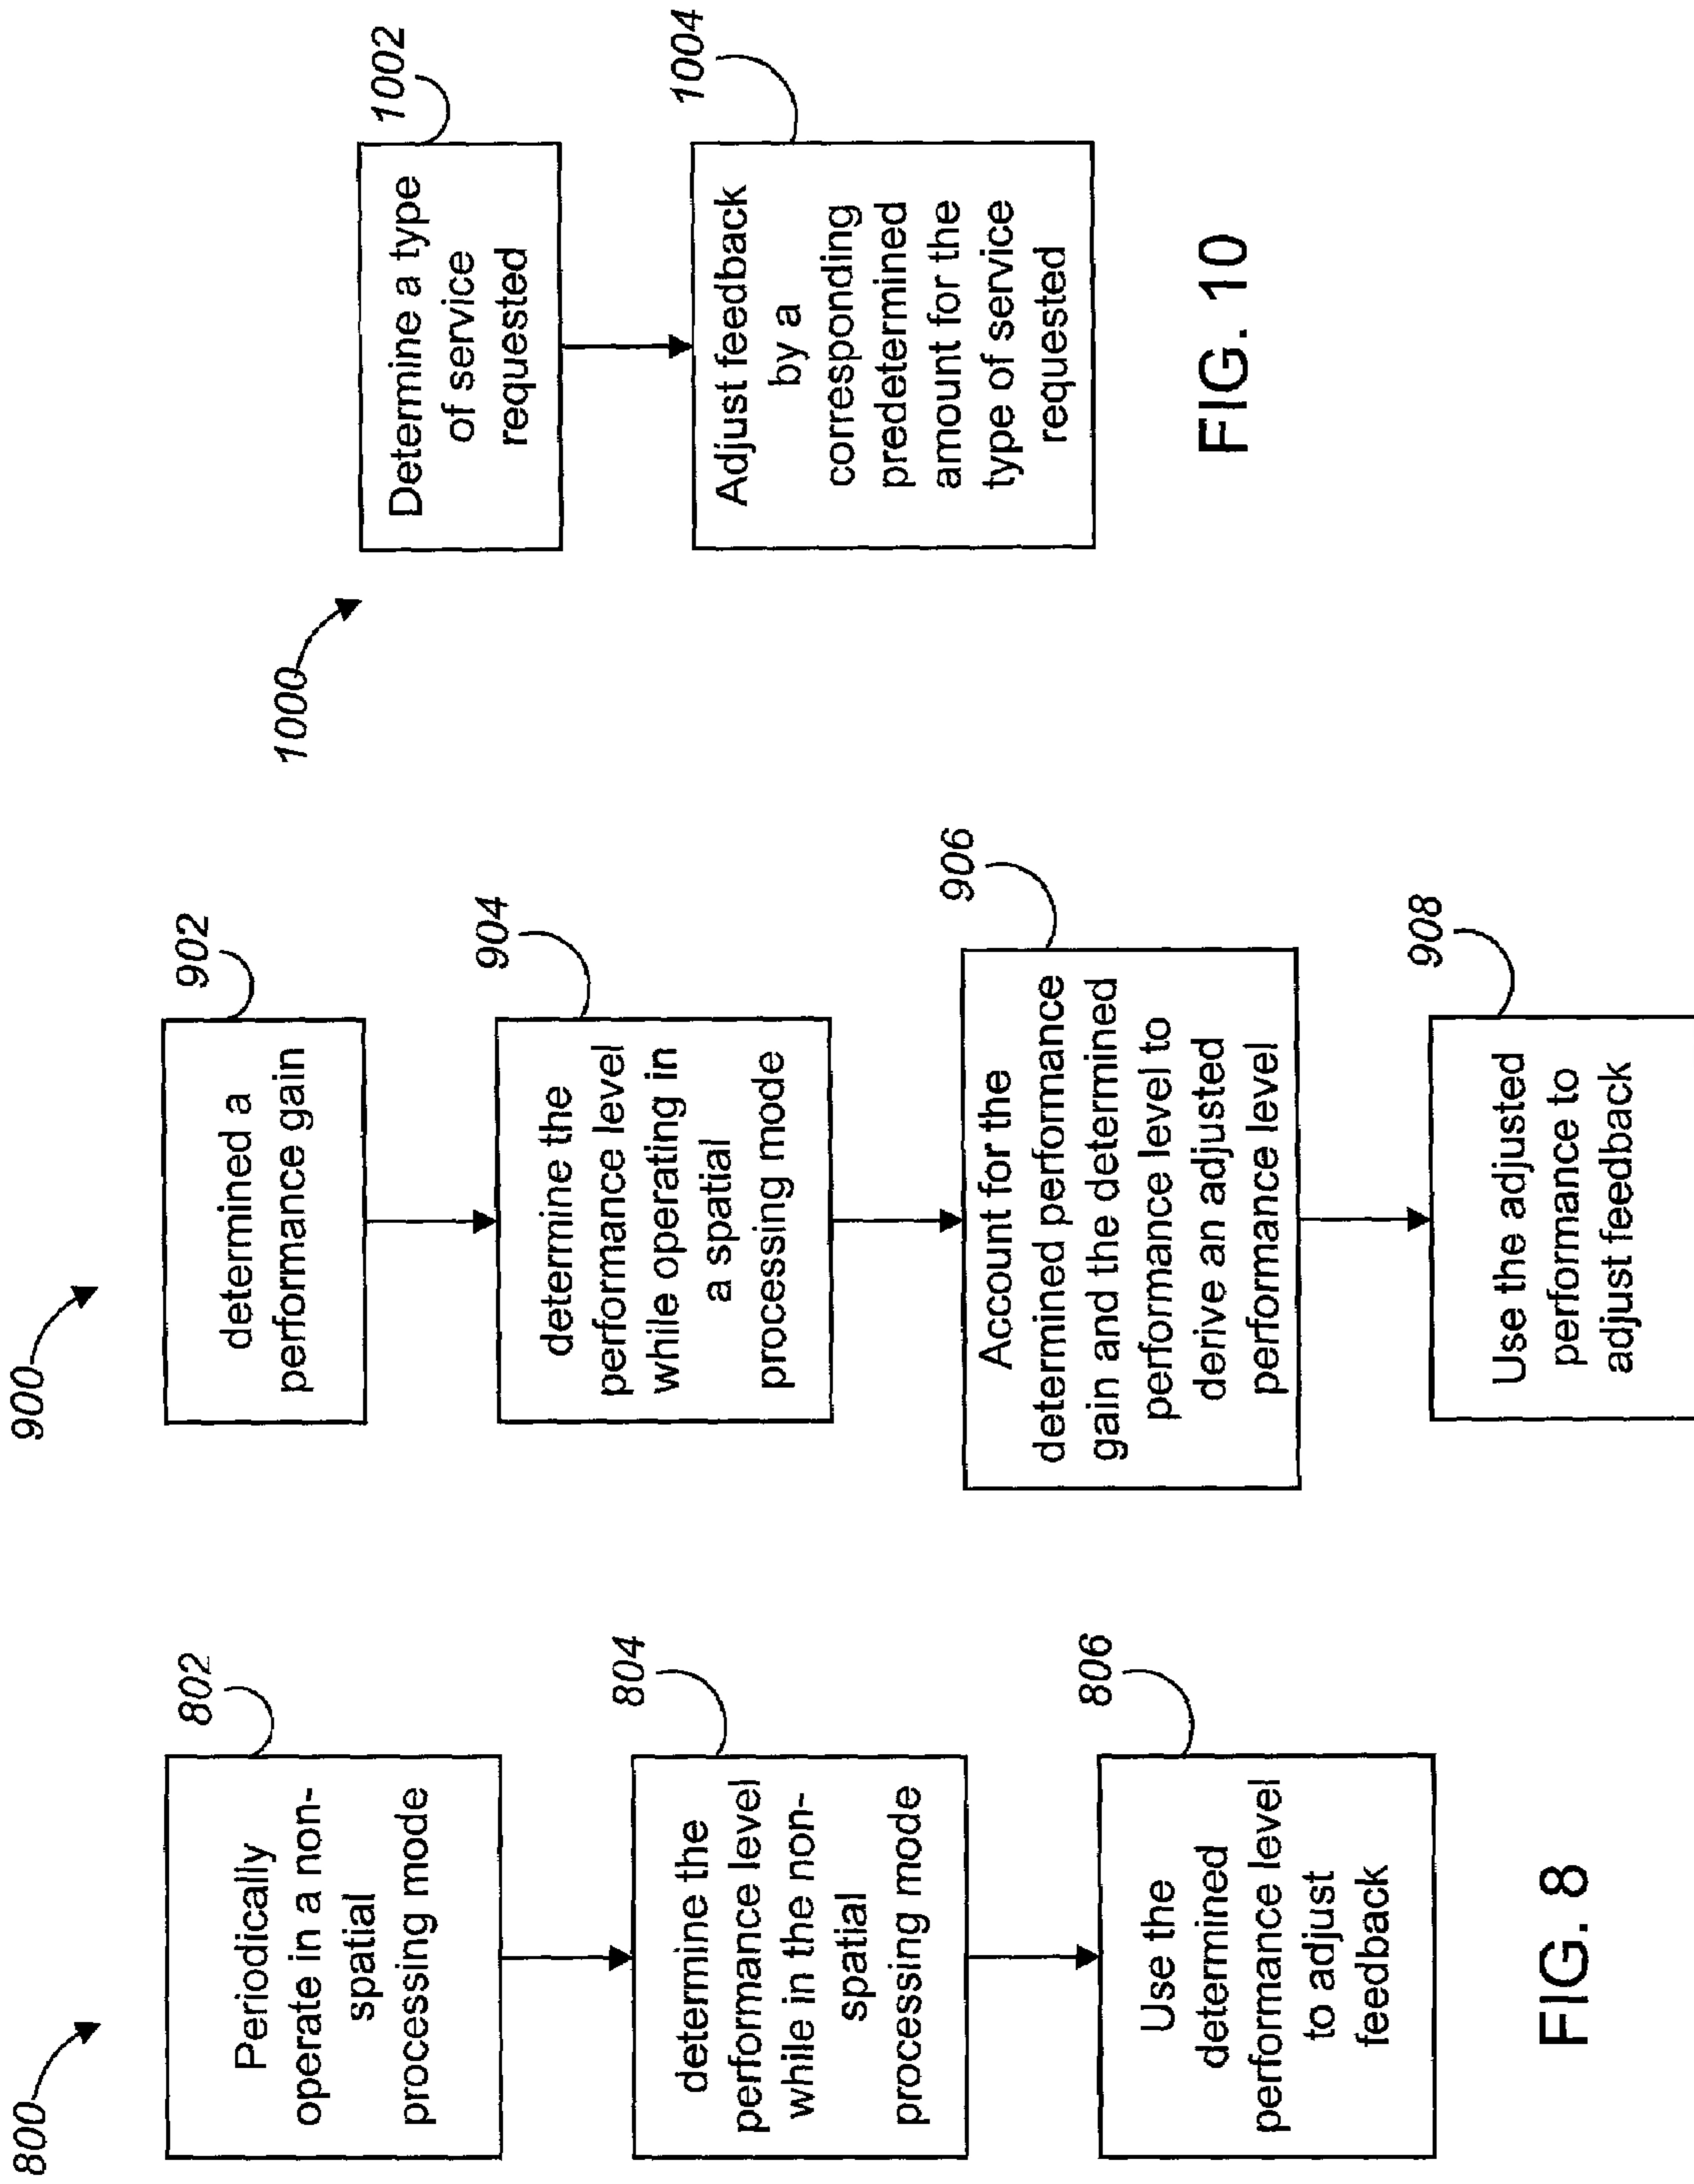 800
802
Periodically
operate in a non-
spatial
processing mode
804
determine the
performance level
while in the non-
spatial
processing mode
806
Use the
determined
performance level
to adjust
feedback
FIG. 8
900
902
determined a
performance gain
904
determine the
performance level
while operating in
a spatial
processing mode
906
Account for the
determined performance
gain and the determined
performance level to
derive an adjusted
performance level
908
Use the adjusted
performance to
adjust feedback
1000
1002
Determine a type
of service
requested
1004
Adjust feedback
by a
corresponding
predetermined
amount for the
type of service
requested
FIG. 10